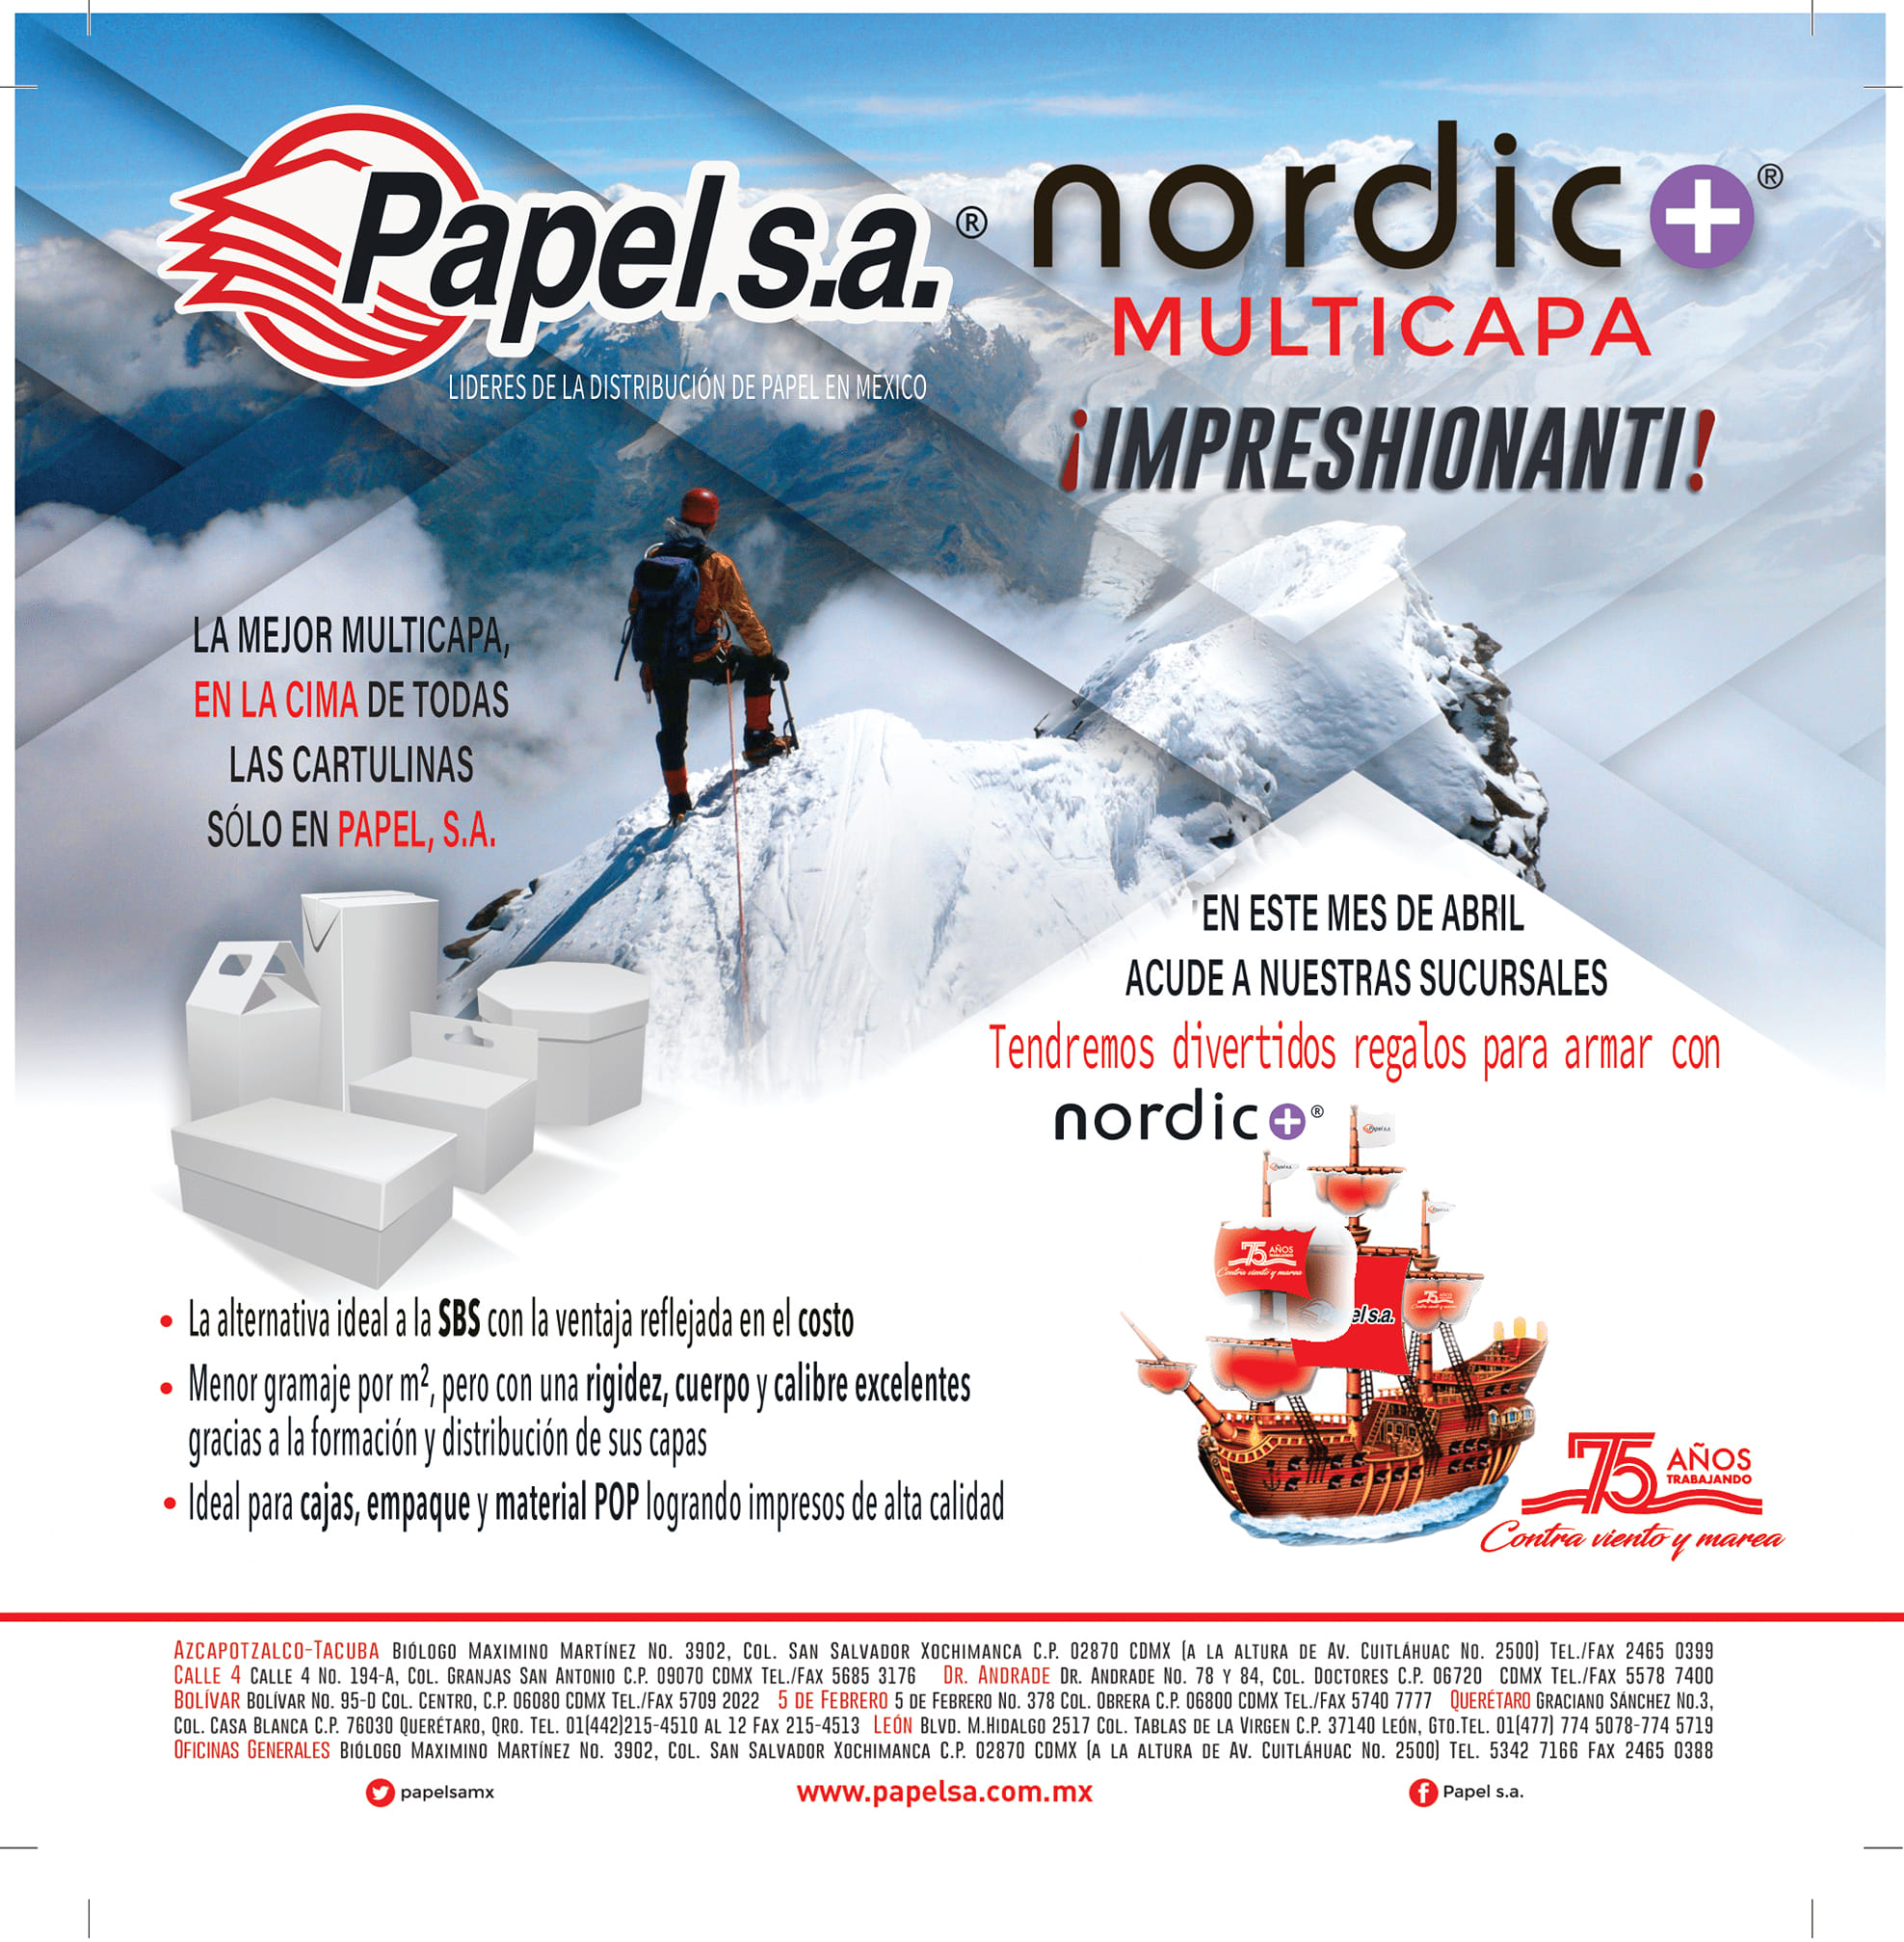 Papel s.a.®
LIDERES DE LA DISTRIBUCIÓN DE PAPEL EN MEXICO
nordic+®
MULTICAPA
¡IMPRESHIONANTI!
LA MEJOR MULTICAPA,
EN LA CIMA DE TODAS
LAS CARTULINAS
SÓLO EN PAPEL, S.A.
EN ESTE MES DE ABRIL
ACUDE A NUESTRAS SUCURSALES
Tendremos divertidos regalos para armar con
nordic+®
Papel s.a.
Papel s.a.
Papel s.a.
75 AÑOS
TRABAJANDO
Contra viento y marea
75 AÑOS
el s.a.
• La alternativa ideal a la SBS con la ventaja reflejada en el costo
• Menor gramaje por m², pero con una rigidez, cuerpo y calibre excelentes
gracias a la formación y distribución de sus capas
• Ideal para cajas, empaque y material POP logrando impresos de alta calidad
75 AÑOS
TRABAJANDO
Contra viento y marea
AZCAPOTZALCO-TACUBA BIÓLOGO MAXIMINO MARTÍNEZ NO. 3902, COL. SAN SALVADOR XOCHIMANCA C.P. 02870 CDMX (A LA ALTURA DE AV. CUITLÁHUAC NO. 2500) TEL./FAX 2465 0399
CALLE 4 CALLE 4 NO. 194-A, COL. GRANJAS SAN ANTONIO C.P. 09070 CDMX TEL./FAX 5685 3176 DR. ANDRADE DR. ANDRADE NO. 78 Y 84, COL. DOCTORES C.P. 06720 CDMX TEL./FAX 5578 7400
BOLÍVAR BOLÍVAR NO. 95-D COL. CENTRO, C.P. 06080 CDMX TEL./FAX 5709 2022 5 DE FEBRERO 5 DE FEBRERO NO. 378 COL. OBRERA C.P. 06800 CDMX TEL./FAX 5740 7777 QUERÉTARO GRACIANO SÁNCHEZ NO.3,
COL. CASA BLANCA C.P. 76030 QUERÉTARO, QRO. TEL. 01(442)215-4510 AL 12 FAX 215-4513 LEÓN BLVD. M.HIDALGO 2517 COL. TABLAS DE LA VIRGEN C.P. 37140 LEÓN, GTO.TEL. 01(477) 774 5078-774 5719
OFICINAS GENERALES BIÓLOGO MAXIMINO MARTÍNEZ NO. 3902, COL. SAN SALVADOR XOCHIMANCA C.P. 02870 CDMX (A LA ALTURA DE AV. CUITLÁHUAC NO. 2500) TEL. 5342 7166 FAX 2465 0388
papelsamx
www.papelsa.com.mx
Papel s.a.